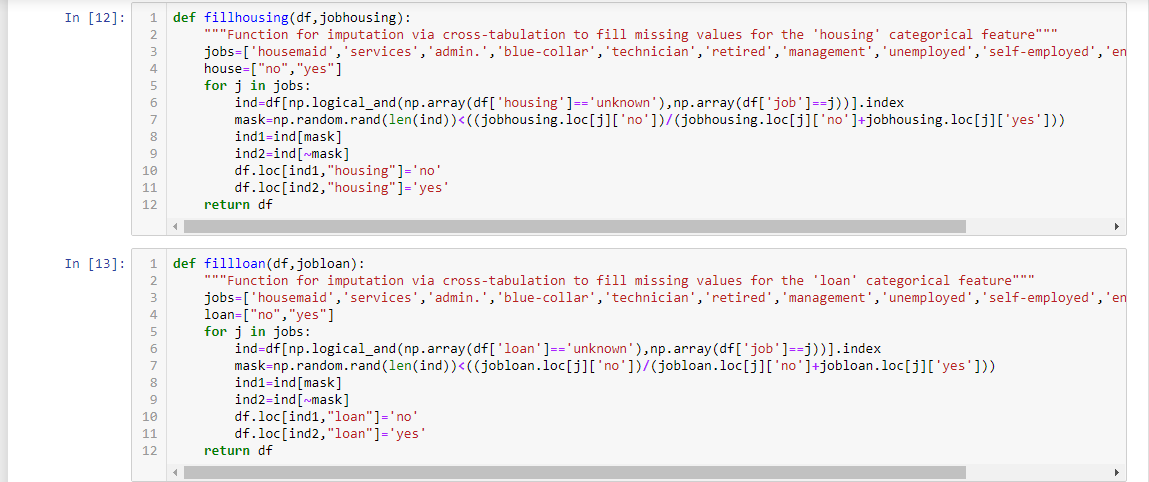 In [12]:
1 def fillhousing(df,jobhousing):
2     """Function for imputation via cross-tabulation to fill missing values for the 'housing' categorical feature"""
3     jobs=['housemaid','services','admin.','blue-collar','technician','retired','management','unemployed','self-employed','en
4     house=["no","yes"]
5     for j in jobs:
6         ind=df[np.logical_and(np.array(df['housing']=='unknown'),np.array(df['job']==j))].index
7         mask=np.random.rand(len(ind))<((jobhousing.loc[j]['no'])/(jobhousing.loc[j]['no']+jobhousing.loc[j]['yes']))
8         ind1=ind[mask]
9         ind2=ind[~mask]
10         df.loc[ind1,"housing"]='no'
11         df.loc[ind2,"housing"]='yes'
12     return df
In [13]:
1 def fillloan(df,jobloan):
2     """Function for imputation via cross-tabulation to fill missing values for the 'loan' categorical feature"""
3     jobs=['housemaid','services','admin.','blue-collar','technician','retired','management','unemployed','self-employed','en
4     loan=["no","yes"]
5     for j in jobs:
6         ind=df[np.logical_and(np.array(df['loan']=='unknown'),np.array(df['job']==j))].index
7         mask=np.random.rand(len(ind))<((jobloan.loc[j]['no'])/(jobloan.loc[j]['no']+jobloan.loc[j]['yes']))
8         ind1=ind[mask]
9         ind2=ind[~mask]
10         df.loc[ind1,"loan"]='no'
11         df.loc[ind2,"loan"]='yes'
12     return df